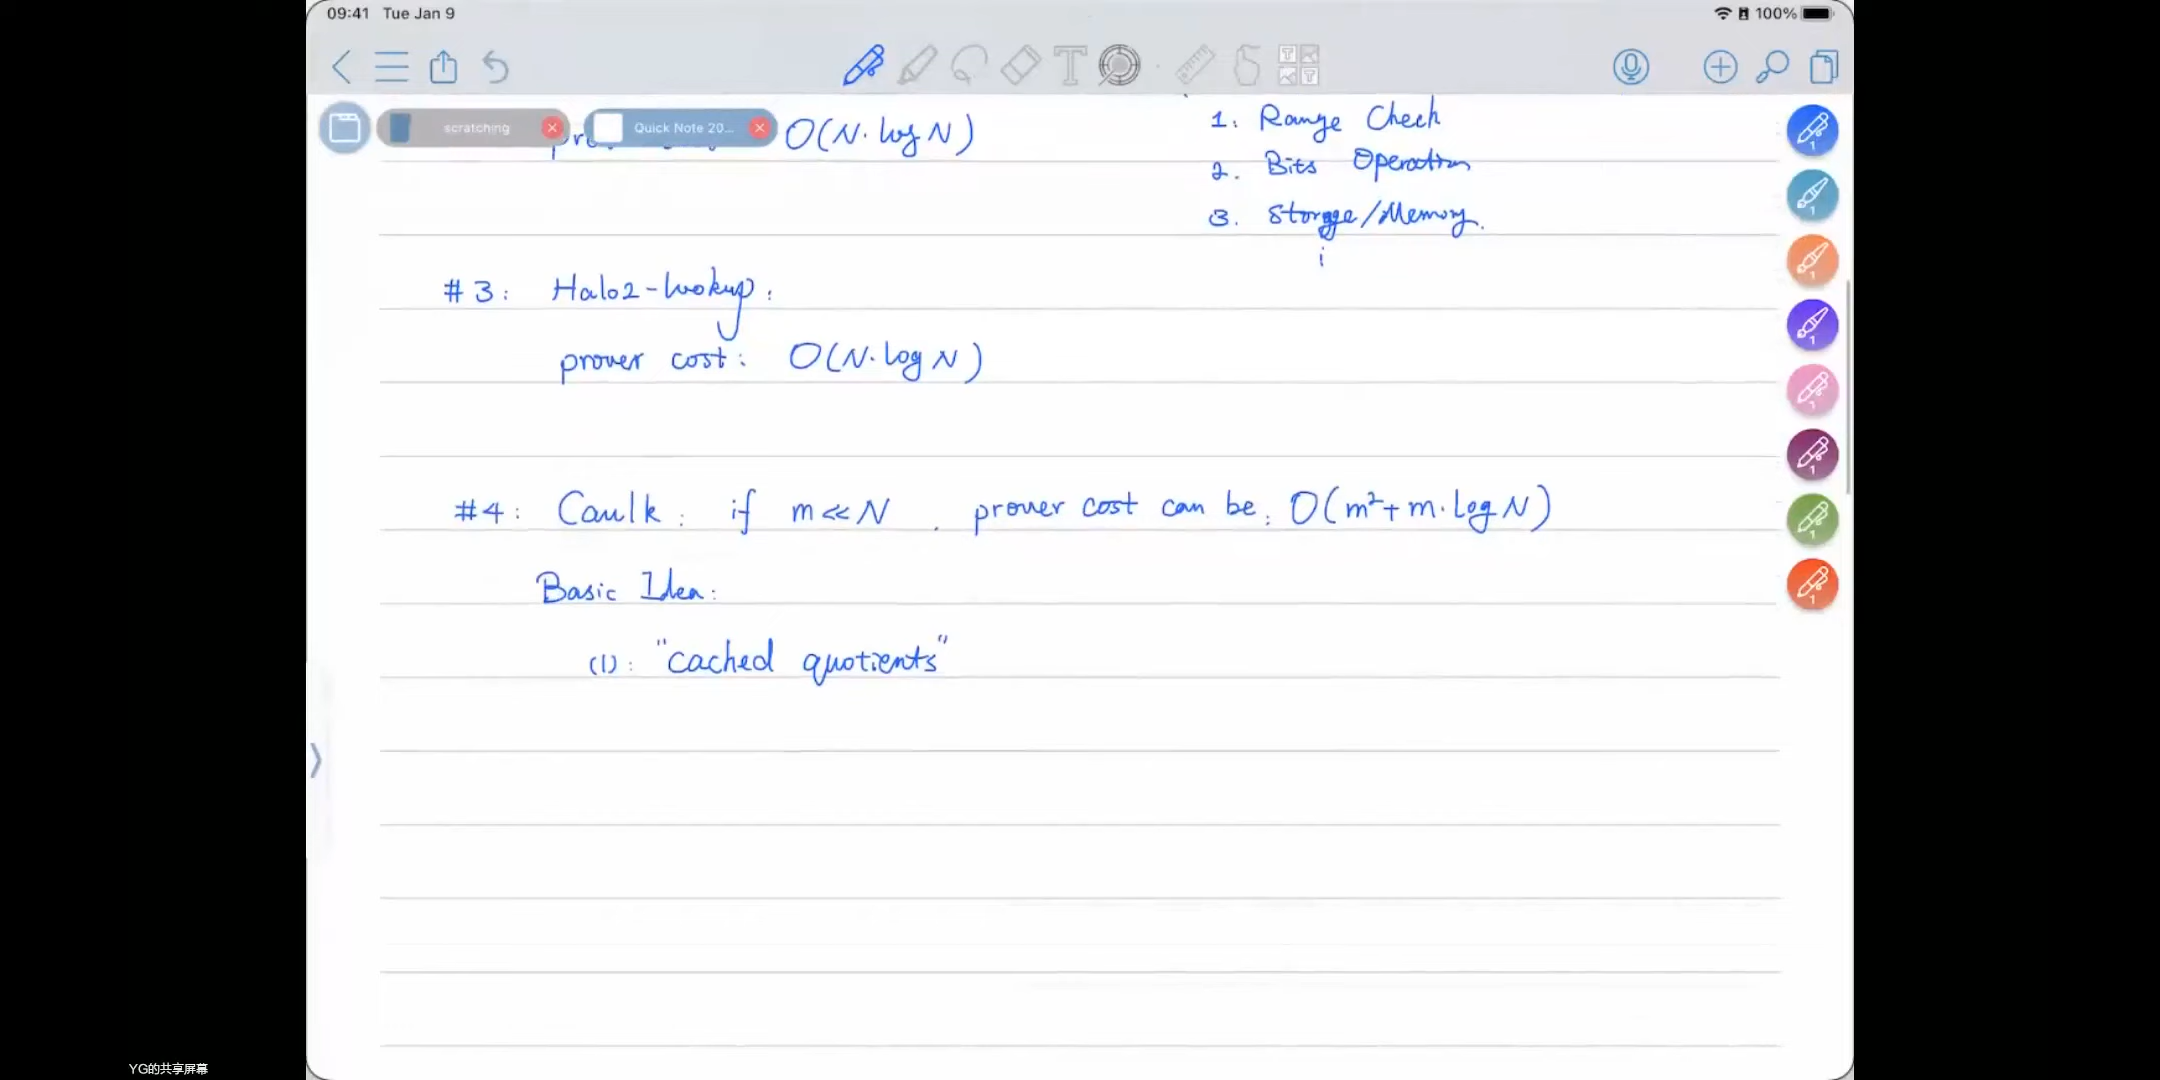 09:41 Tue Jan 9 100%
scratching Quick Note 20...
O(N·log N)
1. Range Check
2. Bits Operation
3. Storage/Memory.
#3: Halo2-lookup:
prover cost: O(N·log N)
#4: Caulk: if m≪N. prover cost can be: O(m²+m·log N)
Basic Idea:
(1): "cached quotients"
YG的共享屏幕